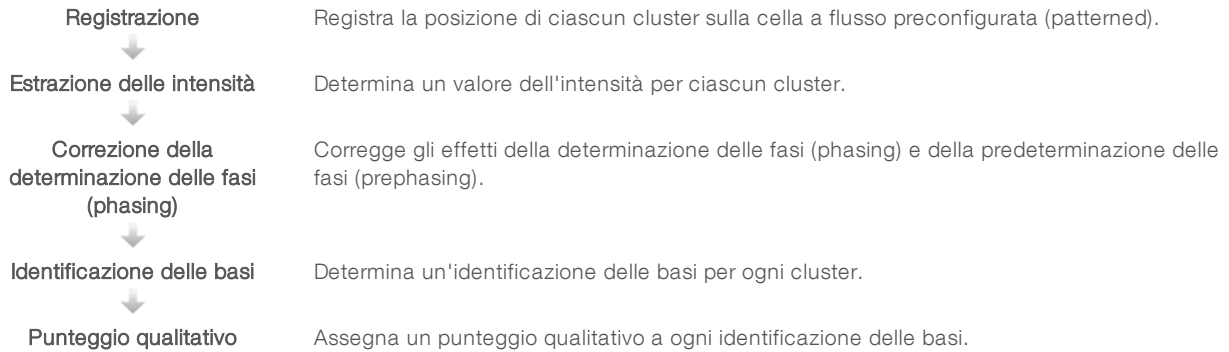 Registrazione
Registra la posizione di ciascun cluster sulla cella a flusso preconfigurata (patterned).
Estrazione delle intensità
Determina un valore dell'intensità per ciascun cluster.
Correzione della
determinazione delle fasi
(phasing)
Corregge gli effetti della determinazione delle fasi (phasing) e della predeterminazione delle
fasi (prephasing).
Identificazione delle basi
Determina un'identificazione delle basi per ogni cluster.
Punteggio qualitativo
Assegna un punteggio qualitativo a ogni identificazione delle basi.